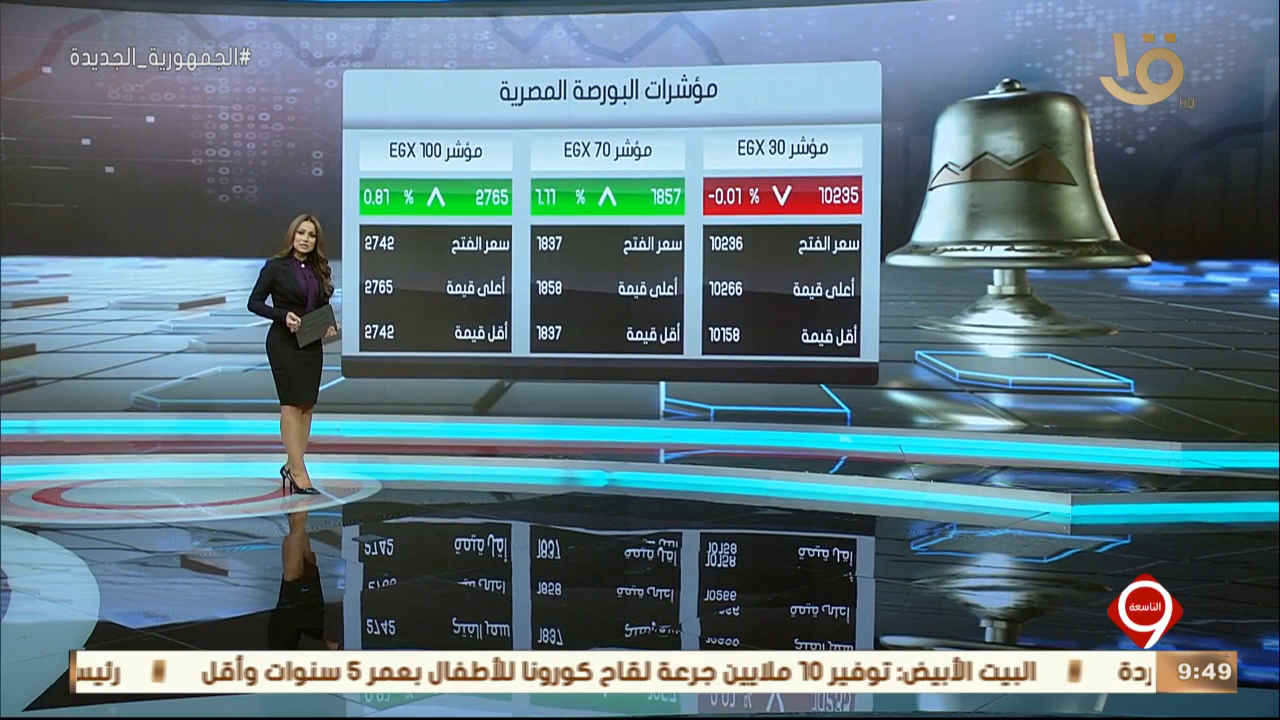 #الجمهورية_الجديدة
HD
مؤشرات البورصة المصرية
مؤشر EGX 30
10235 -0.01 %
سعر الفتح 10236
أعلى قيمة 10266
أقل قيمة 10158
مؤشر EGX 70
1857 1.11 %
سعر الفتح 1837
أعلى قيمة 1858
أقل قيمة 1837
مؤشر EGX 100
2765 0.81 %
سعر الفتح 2742
أعلى قيمة 2765
أقل قيمة 2742
التاسعة
9
9:49
البيت الأبيض: توفير 10 ملايين جرعة لقاح كورونا للأطفال بعمر 5 سنوات وأقل